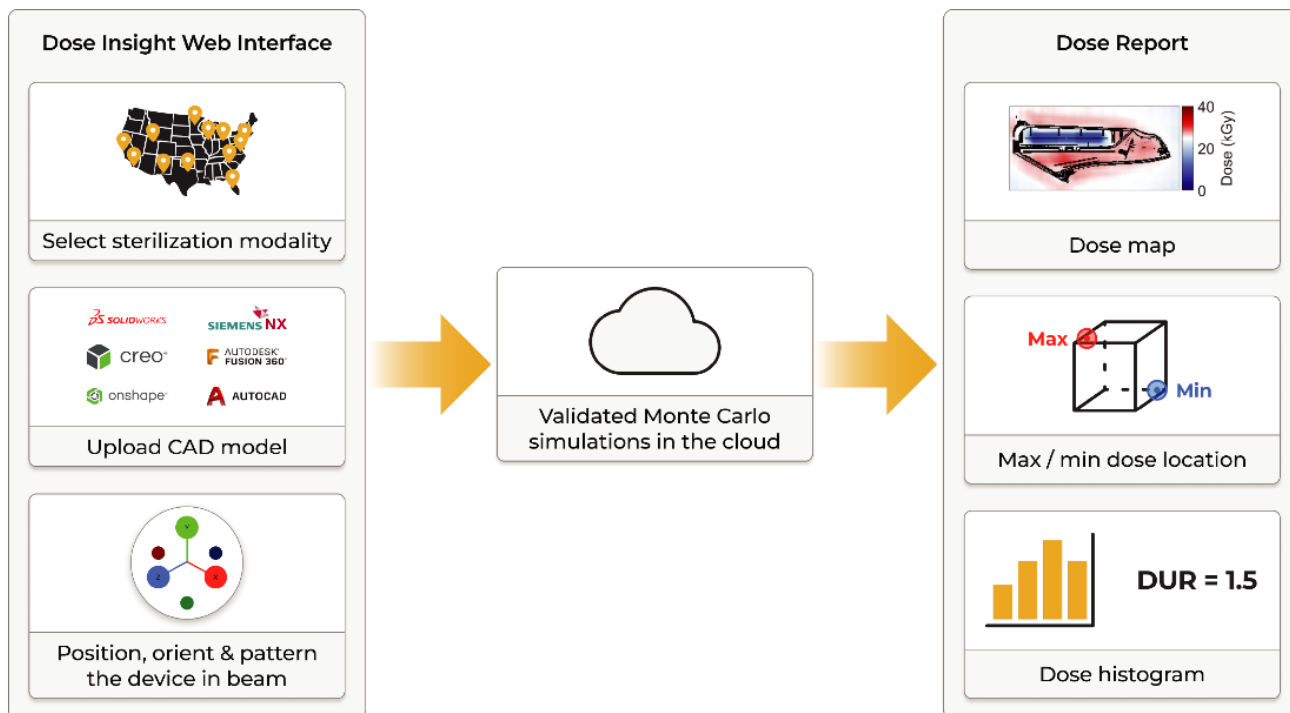 Dose Insight Web Interface
Select sterilization modality
DS SOLIDWORKS
SIEMENS NX
creo®
AUTODESK®
FUSION 360™
onshape®
A AUTOCAD
Upload CAD model
Y
Z
X
Position, orient & pattern
the device in beam
Validated Monte Carlo
simulations in the cloud
Dose Report
40
20
0
Dose (kGy)
Dose map
Max
Min
Max / min dose location
DUR = 1.5
Dose histogram